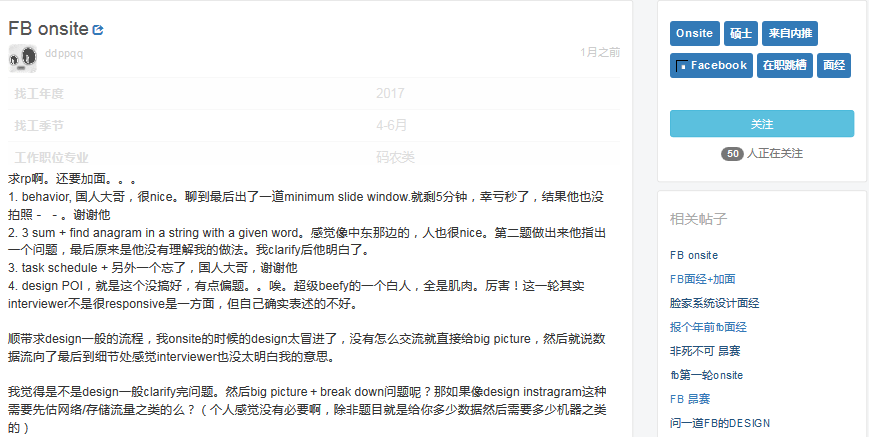 FB onsite
ddppqq
1月之前
找工年度 2017
找工季节 4-6月
工作职位专业 码农类
求rp啊。还要加面。。。
1. behavior, 国人大哥，很nice。聊到最后出了一道minimum slide window.就剩5分钟，幸亏秒了，结果他也没
拍照－ －。谢谢他
2. 3 sum + find anagram in a string with a given word。感觉像中东那边的，人也很nice。第二题做出来他指出
一个问题，最后原来是他没有理解我的做法。我clarify后他明白了。
3. task schedule + 另外一个忘了，国人大哥，谢谢他
4. design POI，就是这个没搞好，有点偏题。。唉。超级beefy的一个白人，全是肌肉。厉害！这一轮其实
interviewer不是很responsive是一方面，但自己确实表述的不好。
顺带求design一般的流程，我onsite的时候的design太冒进了，没有怎么交流就直接给big picture，然后就说数
据流向了最后到细节处感觉interviewer也没太明白我的意思。
我觉得是不是design一般clarify完问题。然后big picture＋break down问题呢？那如果像design instragram这种
需要先估网络/存储流量之类的么？（个人感觉没有必要啊，除非题目就是给你多少数据然后需要多少机器之类
的）
Onsite 硕士 来自内推
Facebook 在职跳槽 面经
关注
50 人正在关注
相关帖子
FB onsite
FB面经+加面
脸家系统设计面经
报个年前fb面经
非死不可 昂赛
fb第一轮onsite
FB 昂赛
问一道FB的DESIGN